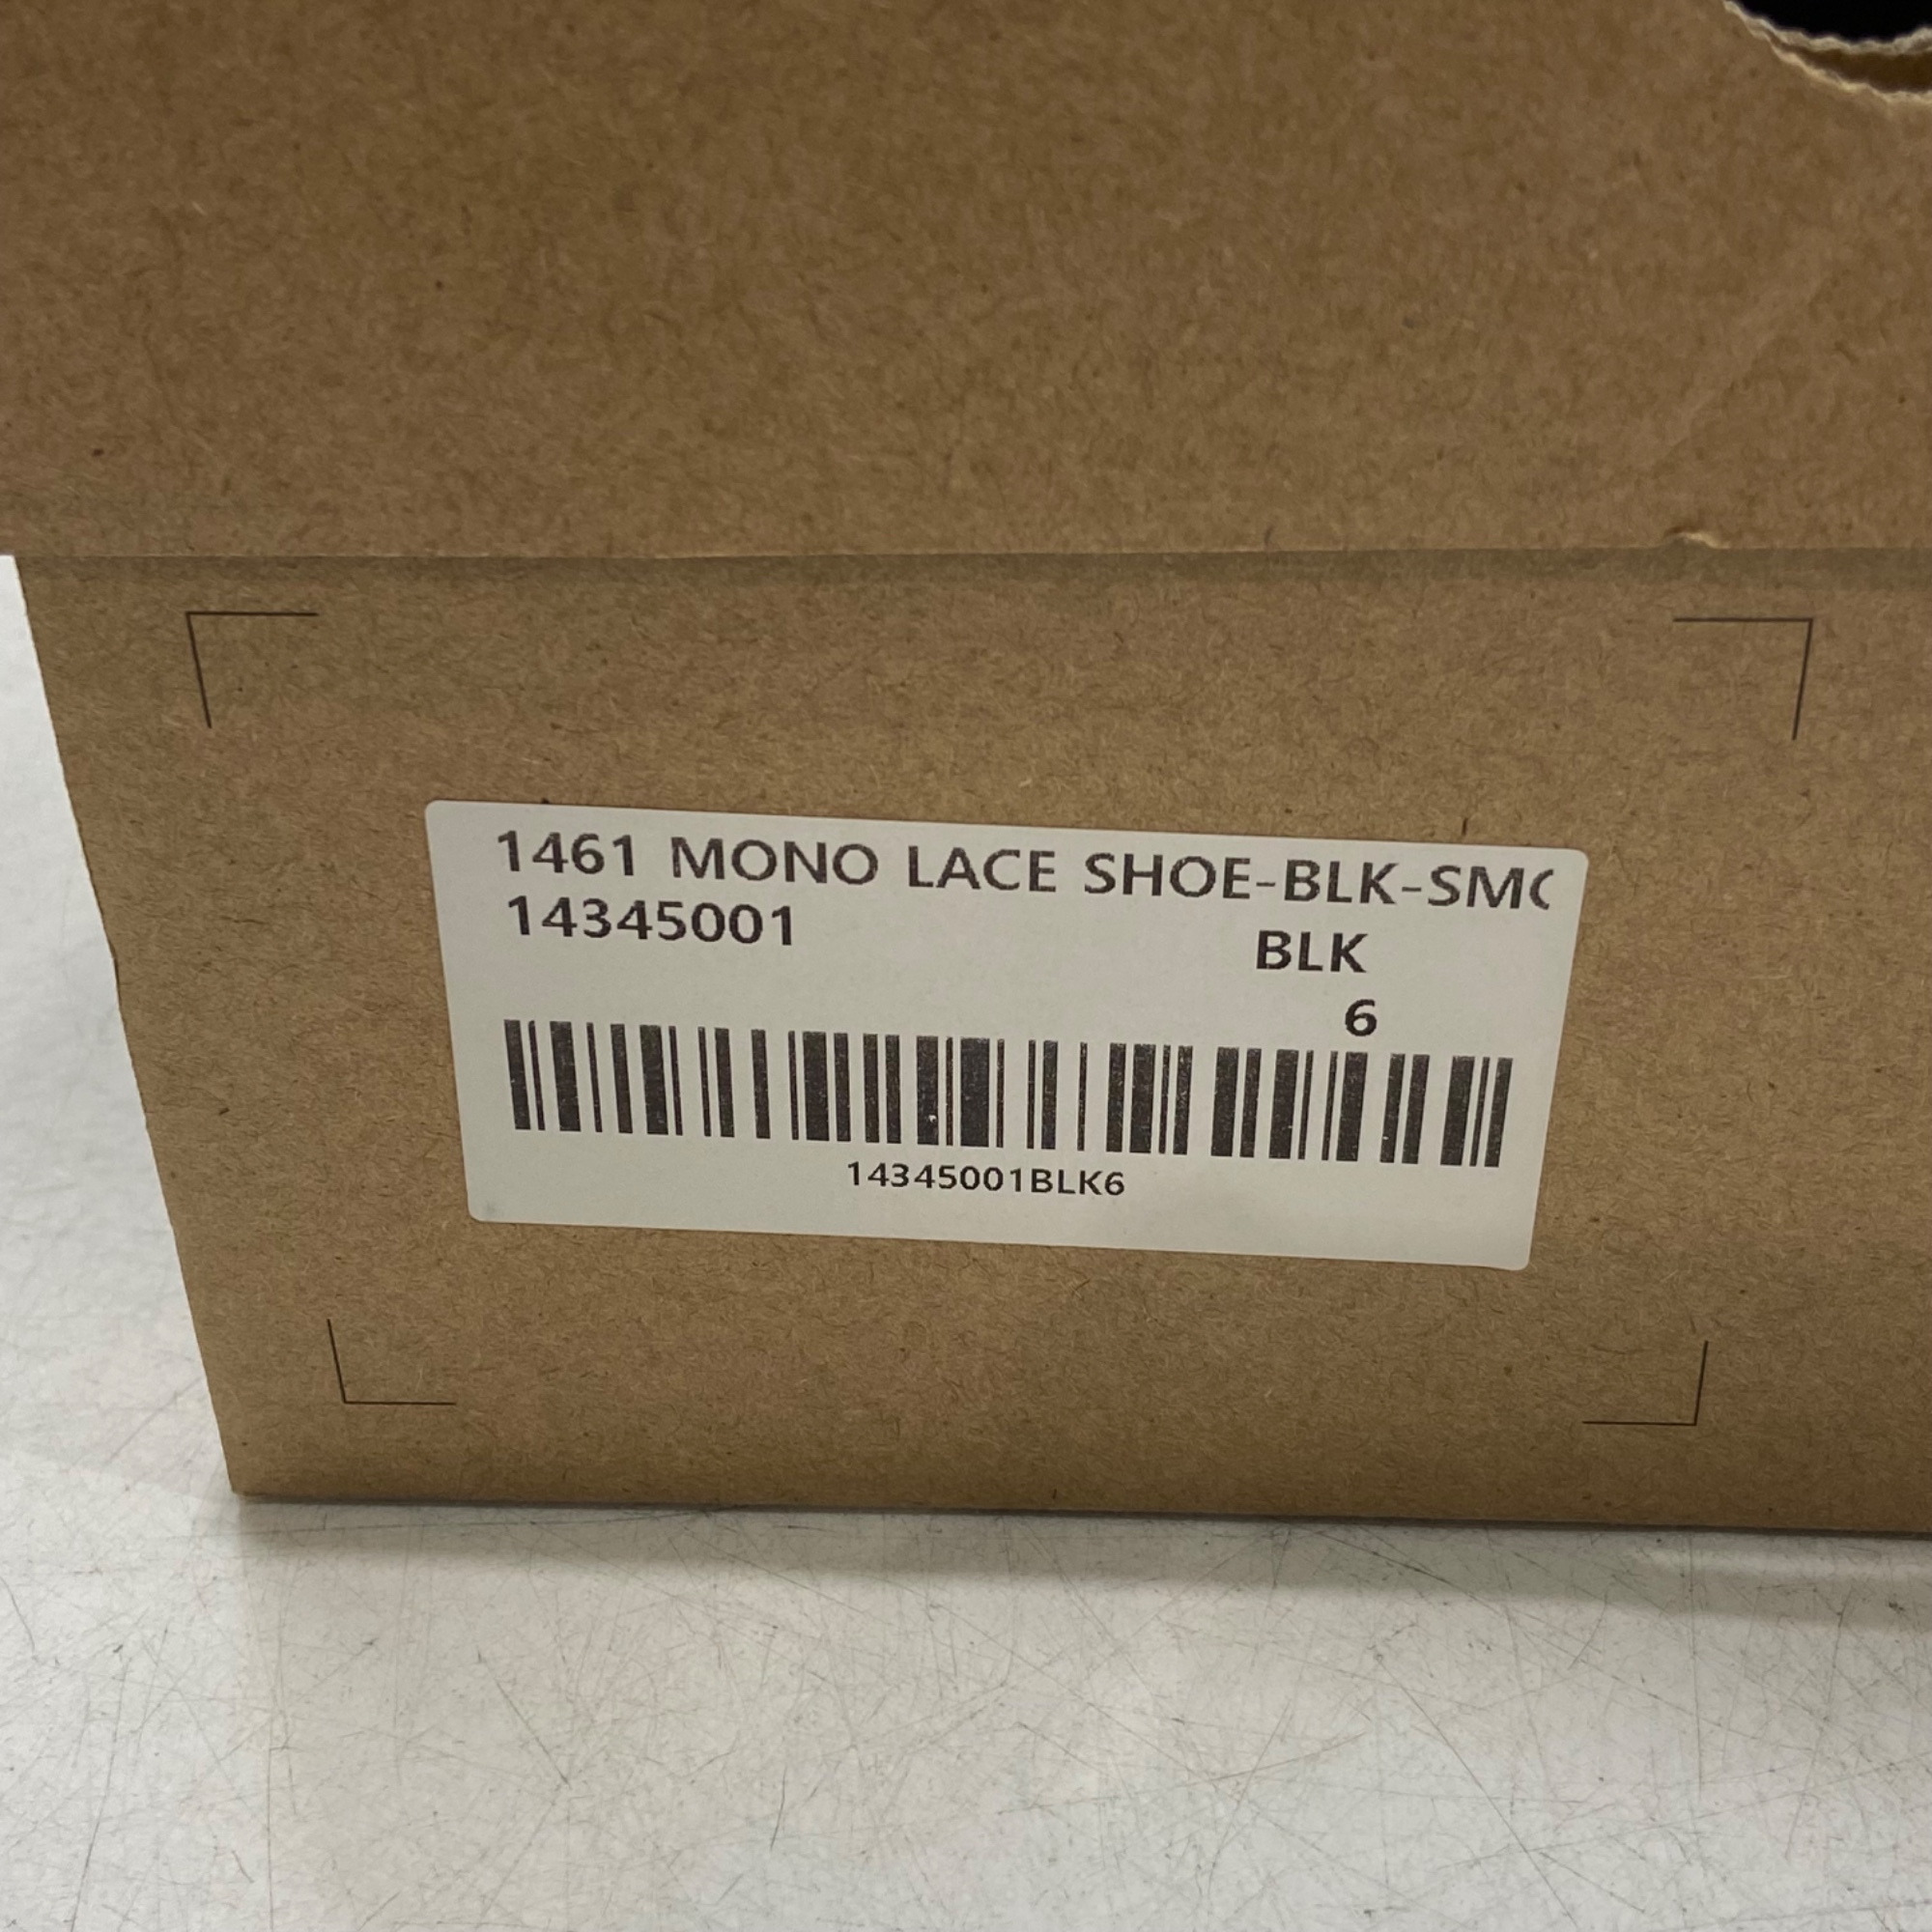 1461 MONO LACE SHOE-BLK-SMO
14345001
BLK
6
14345001BLK6